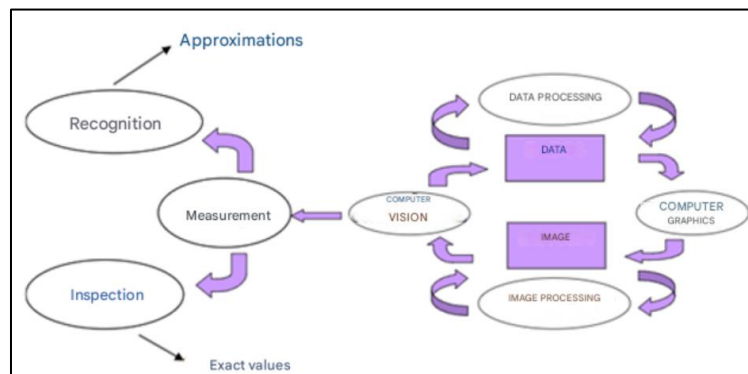 Approximations
Recognition
Measurement
Inspection
Exact values
COMPUTER
VISION
DATA PROCESSING
DATA
COMPUTER
GRAPHICS
IMAGE
IMAGE PROCESSING